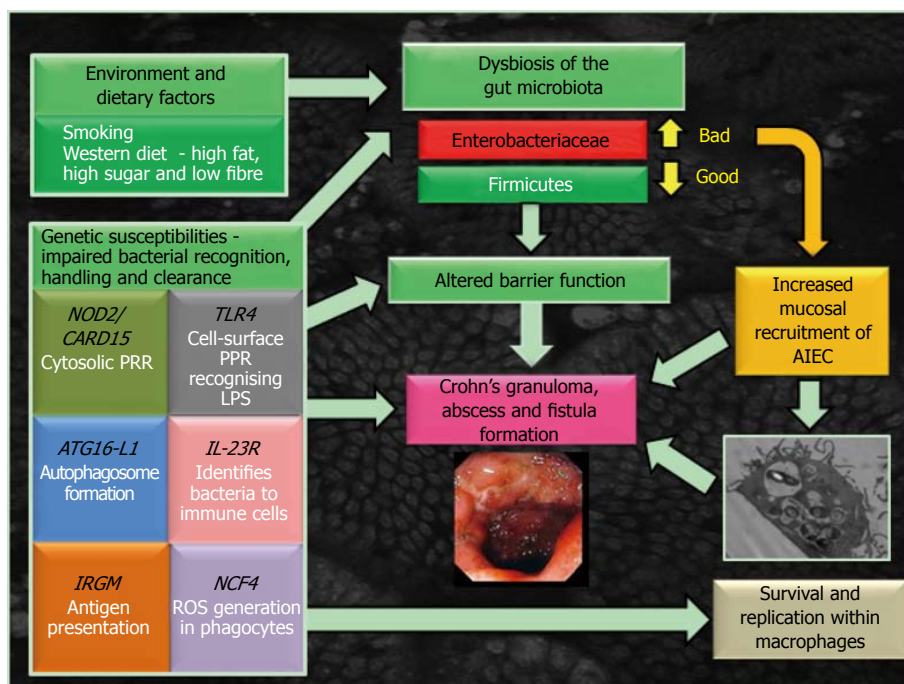 Environment and
dietary factors
Smoking
Western diet - high fat,
high sugar and low fibre
Dysbiosis of the
gut microbiota
Enterobacteriaceae
Bad
Firmicutes
Good
Genetic susceptibilities -
impaired bacterial recognition,
handling and clearance
NOD2/
CARD15
Cytosolic PRR
TLR4
Cell-surface
PPR
recognising
LPS
ATG16-L1
Autophagosome
formation
IL-23R
Identifies
bacteria to
immune cells
IRGM
Antigen
presentation
NCF4
ROS generation
in phagocytes
Altered barrier function
Crohn's granuloma,
abscess and fistula
formation
Increased
mucosal
recruitment of
AIEC
Survival and
replication within
macrophages